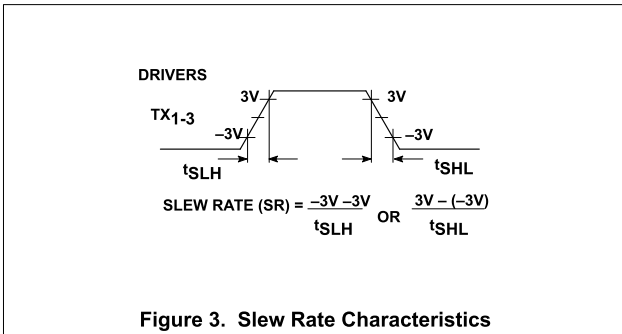 DRIVERS
3V
3V
TX1-3
–3V
–3V
tSLH
tSHL
SLEW RATE (SR) = –3V –3V / tSLH OR 3V – (–3V) / tSHL
Figure 3. Slew Rate Characteristics